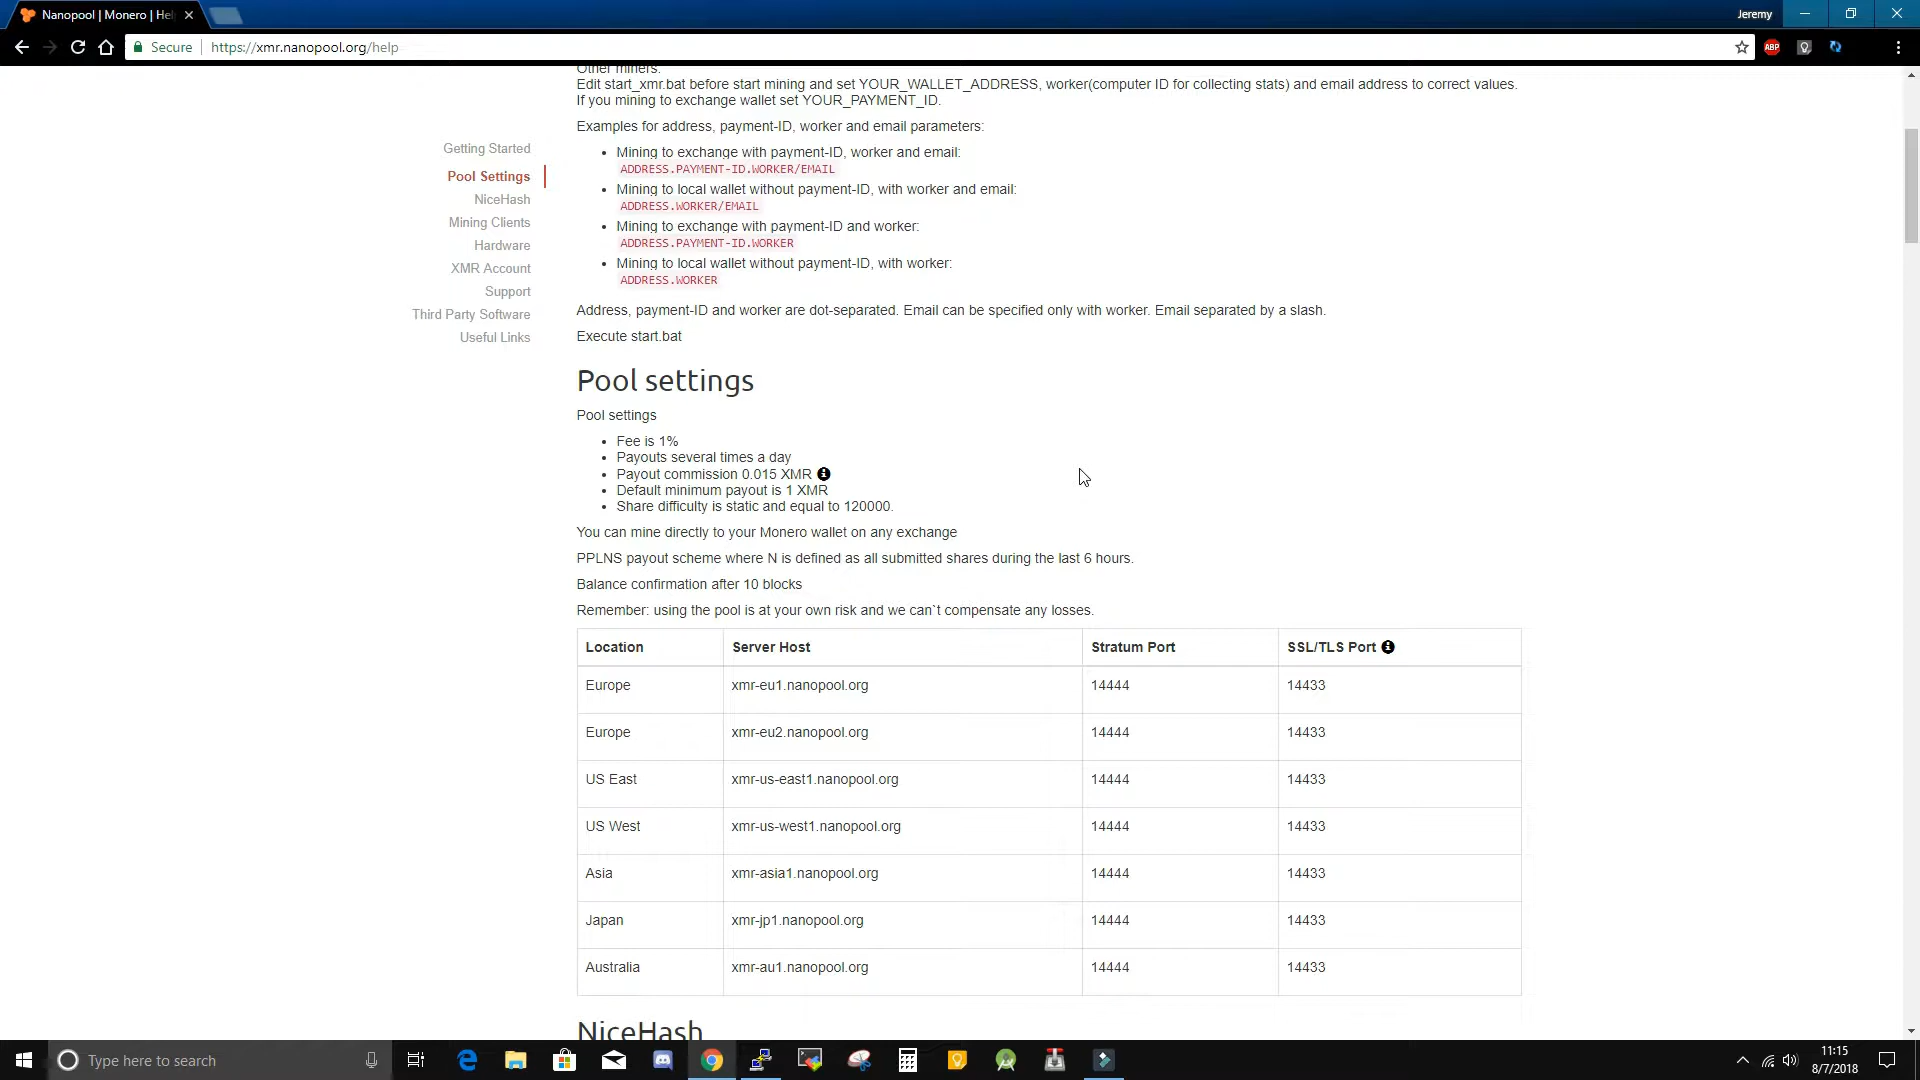 Nanopool | Monero | Hel
Jeremy
Secure
https://xmr.nanopool.org/help
ABP
Other miners:
Edit start_xmr.bat before start mining and set YOUR_WALLET_ADDRESS, worker(computer ID for collecting stats) and email address to correct values.
If you mining to exchange wallet set YOUR_PAYMENT_ID.
Examples for address, payment-ID, worker and email parameters:
Getting Started
Pool Settings
NiceHash
Mining Clients
Hardware
XMR Account
Support
Third Party Software
Useful Links
• Mining to exchange with payment-ID, worker and email:
ADDRESS.PAYMENT-ID.WORKER/EMAIL
• Mining to local wallet without payment-ID, with worker and email:
ADDRESS.WORKER/EMAIL
• Mining to exchange with payment-ID and worker:
ADDRESS.PAYMENT-ID.WORKER
• Mining to local wallet without payment-ID, with worker:
ADDRESS.WORKER
Address, payment-ID and worker are dot-separated. Email can be specified only with worker. Email separated by a slash.
Execute start.bat
Pool settings
Pool settings
• Fee is 1%
• Payouts several times a day
• Payout commission 0.015 XMR
• Default minimum payout is 1 XMR
• Share difficulty is static and equal to 120000.
You can mine directly to your Monero wallet on any exchange
PPLNS payout scheme where N is defined as all submitted shares during the last 6 hours.
Balance confirmation after 10 blocks
Remember: using the pool is at your own risk and we can`t compensate any losses.
Location Server Host Stratum Port SSL/TLS Port
Europe xmr-eu1.nanopool.org 14444 14433
Europe xmr-eu2.nanopool.org 14444 14433
US East xmr-us-east1.nanopool.org 14444 14433
US West xmr-us-west1.nanopool.org 14444 14433
Asia xmr-asia1.nanopool.org 14444 14433
Japan xmr-jp1.nanopool.org 14444 14433
Australia xmr-au1.nanopool.org 14444 14433
NiceHash
Type here to search
11:15
8/7/2018